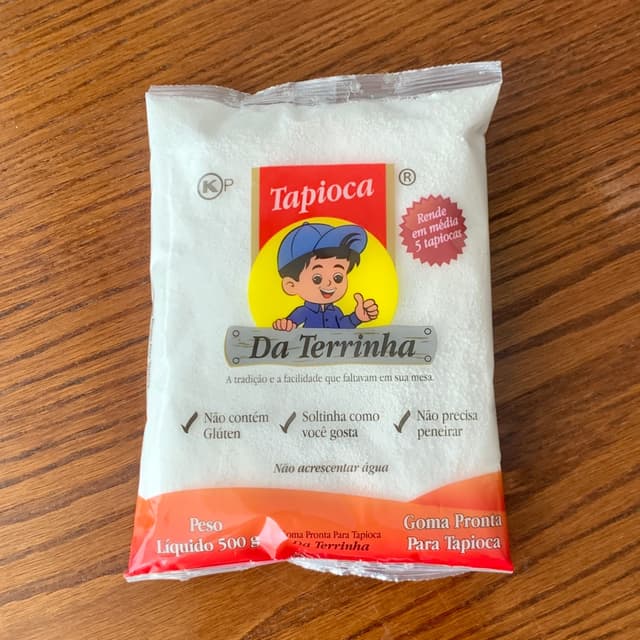 K P
Tapioca
®
Rende
em média
5 tapiocas
Da Terrinha
A tradição e a facilidade que faltavam em sua mesa.
Não contém
Glúten
Soltinha como
você gosta
Não precisa
peneirar
Não acrescentar água
Peso
Líquido 500 g
Goma Pronta Para Tapioca
Da Terrinha
Goma Pronta
Para Tapioca